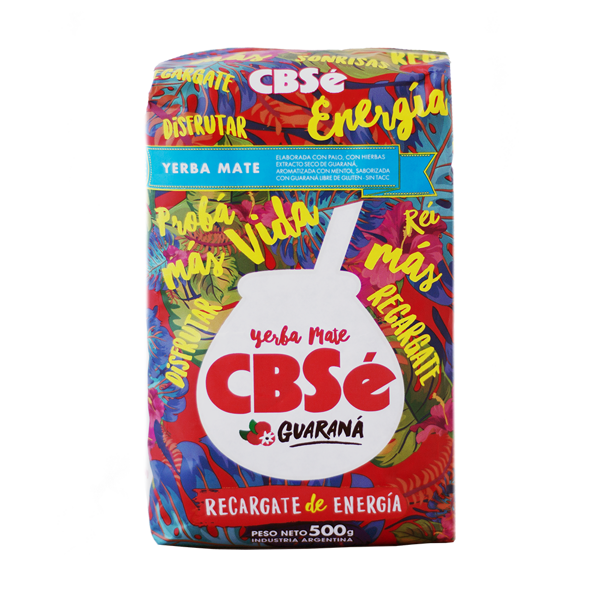 SONRISAS
RECARGATE
CBSé
Energía
DISFRUTAR
YERBA MATE
ELABORADA CON PALO, CON HIERBAS
EXTRACTO SECO DE GUARANÁ,
AROMATIZADA CON MENTOL, SABORIZADA
CON GUARANÁ LIBRE DE GLUTEN · SIN TACC
Probá
más Vida
Reí
más
DISFRUTAR
RECARGATE
yerba Mate
CBSé
GUARANÁ
RECARGATE de ENERGÍA
PESO NETO 500g
INDUSTRIA ARGENTINA